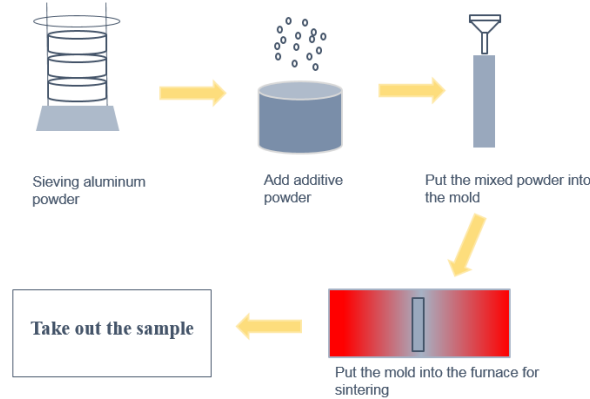 Sieving aluminum
powder
Add additive
powder
Put the mixed powder into
the mold
Take out the sample
Put the mold into the furnace for
sintering